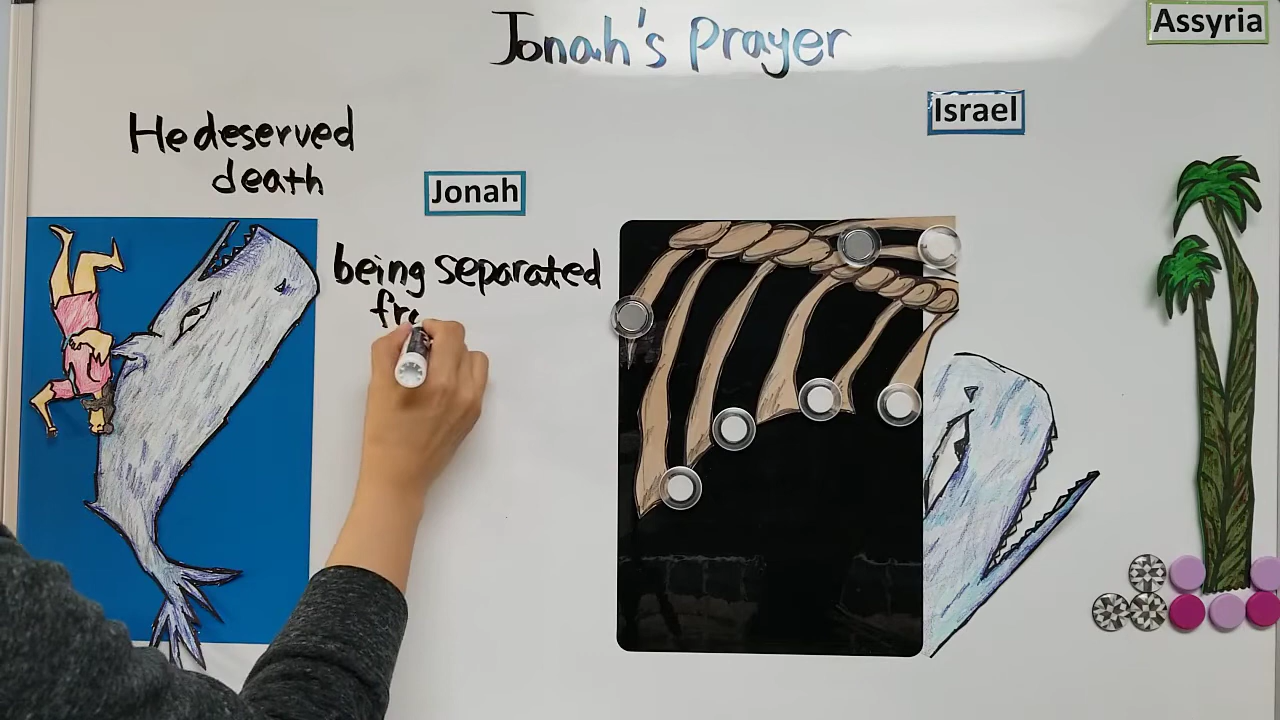 Jonah's Prayer
Assyria
Israel
He deserved
death
Jonah
being separated